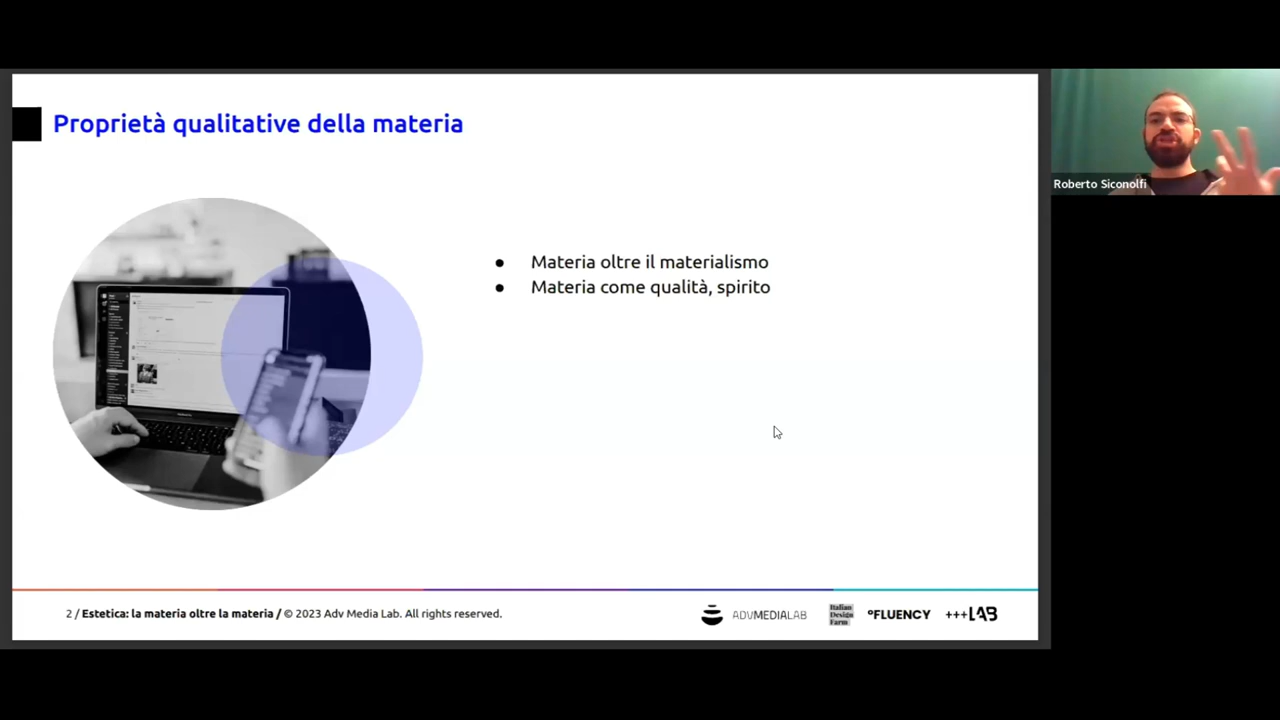 Proprietà qualitative della materia
● Materia oltre il materialismo
● Materia come qualità, spirito
Roberto Siconolfi
2 / Estetica: la materia oltre la materia / © 2023 Adv Media Lab. All rights reserved.
ADVMEDIALAB
Italian
Design
Farm
°FLUENCY
+++LAB